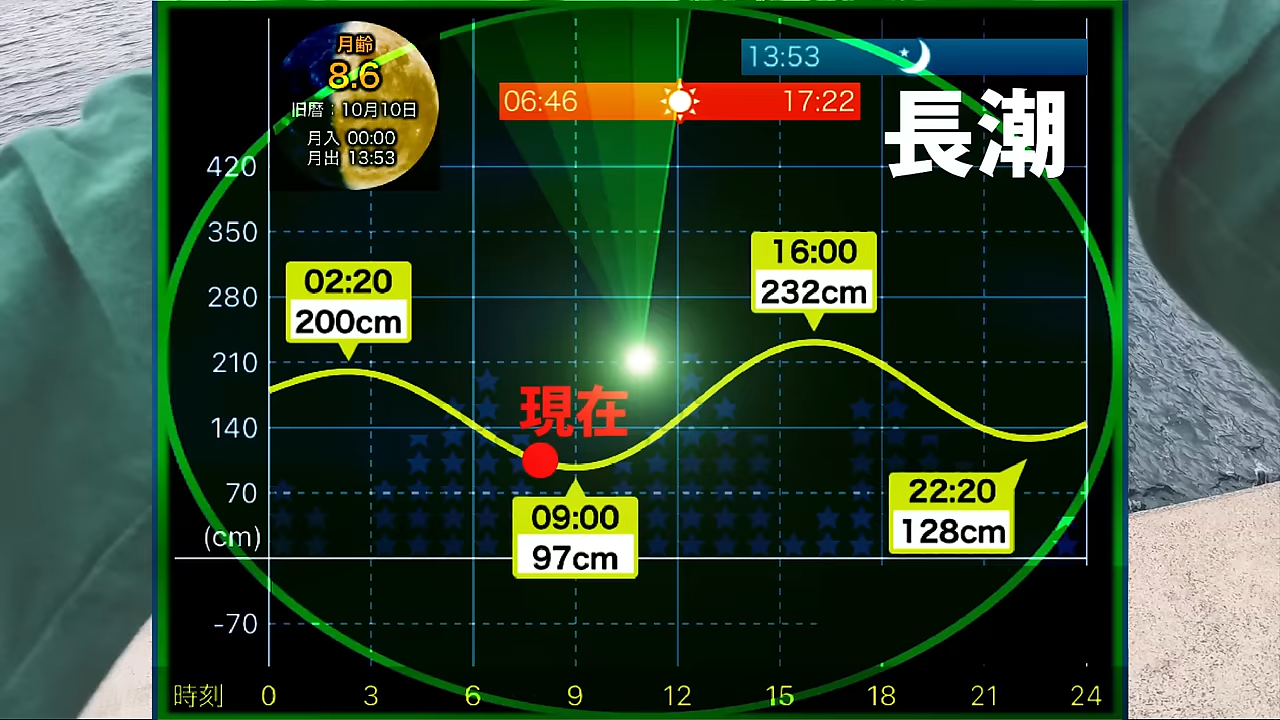 月齢
8.6
旧暦：10月10日
月入 00:00
月出 13:53
13:53
06:46
17:22
長潮
420
350
280
210
140
70
(cm)
-70
02:20
200cm
16:00
232cm
現在
09:00
97cm
22:20
128cm
時刻 0 3 6 9 12 15 18 21 24